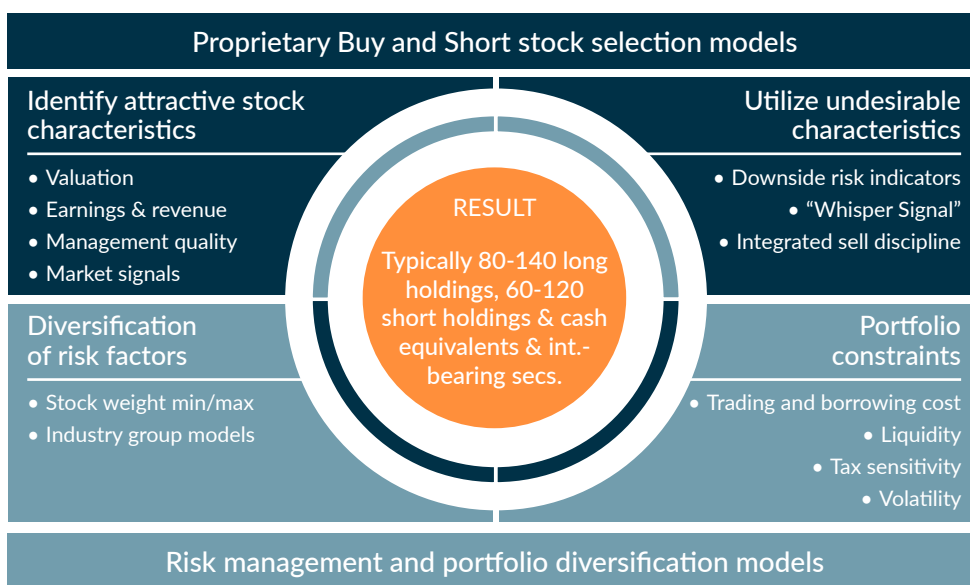 Proprietary Buy and Short stock selection models
Identify attractive stock
characteristics
• Valuation
• Earnings & revenue
• Management quality
• Market signals
Utilize undesirable
characteristics
• Downside risk indicators
• “Whisper Signal”
• Integrated sell discipline
RESULT
Typically 80-140 long
holdings, 60-120
short holdings & cash
equivalents & int.-
bearing secs.
Diversification
of risk factors
• Stock weight min/max
• Industry group models
Portfolio
constraints
• Trading and borrowing cost
• Liquidity
• Tax sensitivity
• Volatility
Risk management and portfolio diversification models